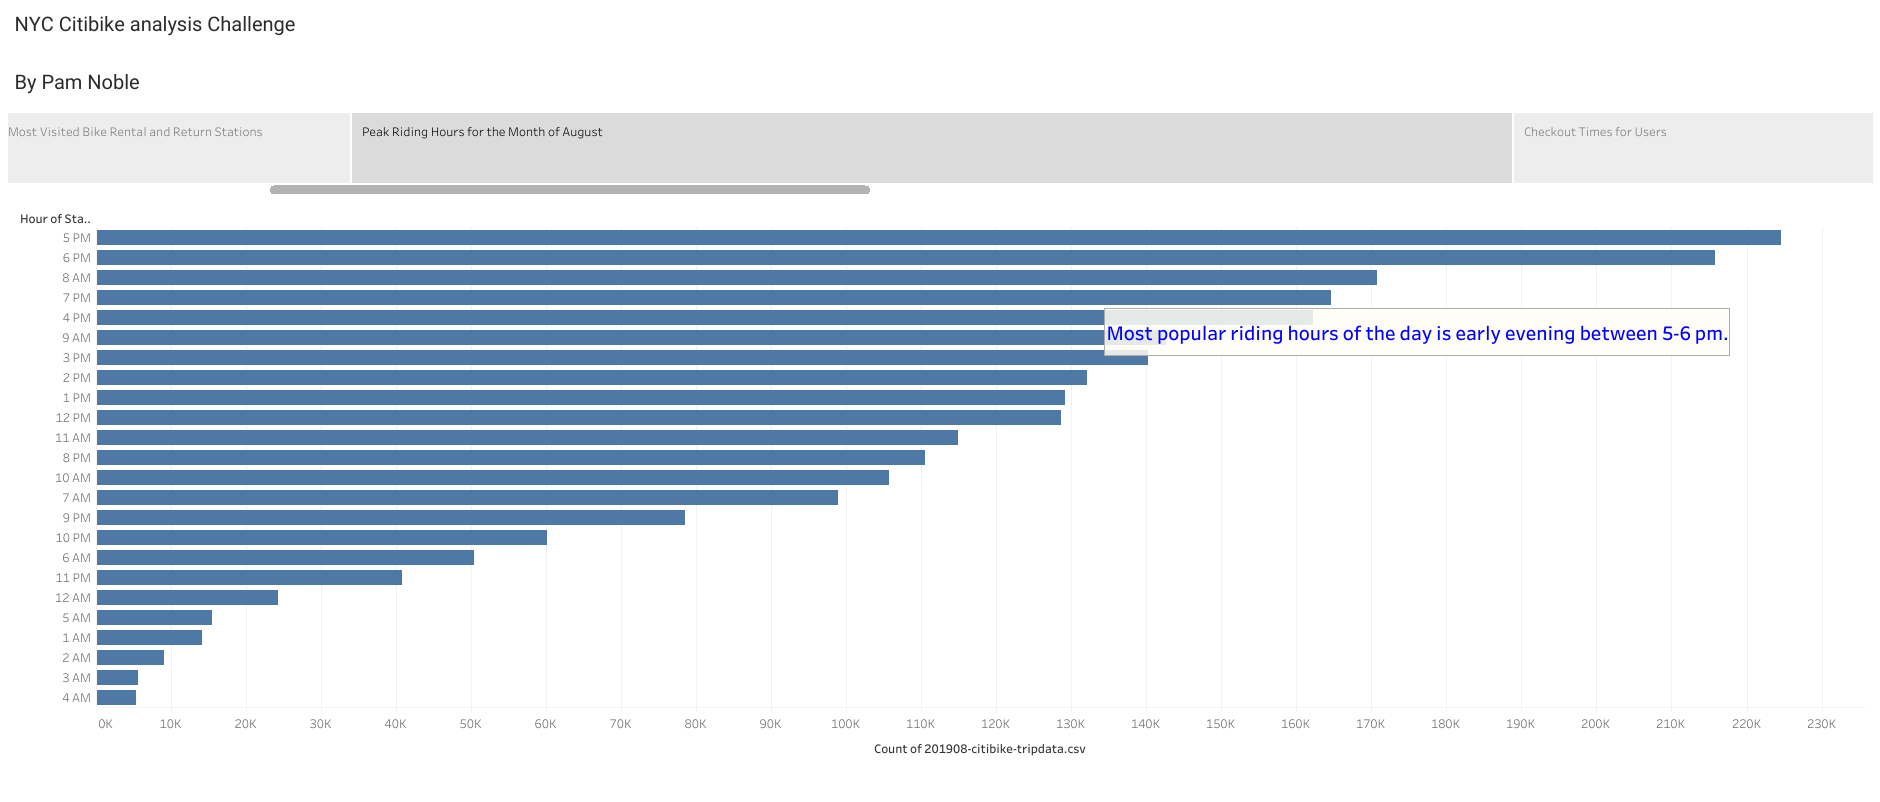 NYC Citibike analysis Challenge
By Pam Noble
Most Visited Bike Rental and Return Stations
Peak Riding Hours for the Month of August
Checkout Times for Users
Hour of Sta..
5 PM
6 PM
8 AM
7 PM
4 PM
9 AM
Most popular riding hours of the day is early evening between 5-6 pm.
3 PM
2 PM
1 PM
12 PM
11 AM
8 PM
10 AM
7 AM
9 PM
10 PM
6 AM
11 PM
12 AM
5 AM
1 AM
2 AM
3 AM
4 AM
0K 10K 20K 30K 40K 50K 60K 70K 80K 90K 100K 110K 120K 130K 140K 150K 160K 170K 180K 190K 200K 210K 220K 230K
Count of 201908-citibike-tripdata.csv